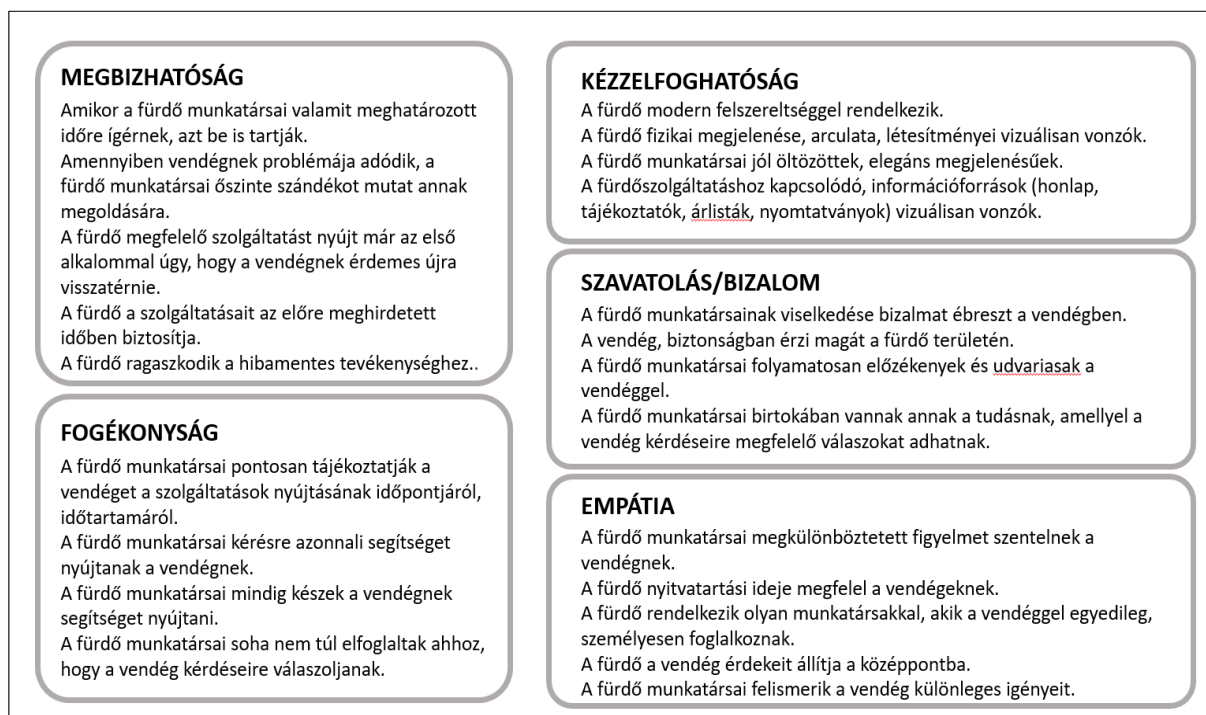 MEGBIZHATÓSÁG
Amikor a fürdő munkatársai valamit meghatározott
időre ígérnek, azt be is tartják.
Amennyiben vendégnek problémája adódik, a
fürdő munkatársai őszinte szándékot mutat annak
megoldására.
A fürdő megfelelő szolgáltatást nyújt már az első
alkalommal úgy, hogy a vendégnek érdemes újra
visszatérnie.
A fürdő a szolgáltatásait az előre meghirdetett
időben biztosítja.
A fürdő ragaszkodik a hibamentes tevékenységhez..
FOGÉKONYSÁG
A fürdő munkatársai pontosan tájékoztatják a
vendéget a szolgáltatások nyújtásának időpontjáról,
időtartamáról.
A fürdő munkatársai kérésre azonnali segítséget
nyújtanak a vendégnek.
A fürdő munkatársai mindig készek a vendégnek
segítséget nyújtani.
A fürdő munkatársai soha nem túl elfoglaltak ahhoz,
hogy a vendég kérdéseire válaszoljanak.
KÉZZELFOGHATÓSÁG
A fürdő modern felszereltséggel rendelkezik.
A fürdő fizikai megjelenése, arculata, létesítményei vizuálisan vonzók.
A fürdő munkatársai jól öltözöttek, elegáns megjelenésűek.
A fürdőszolgáltatáshoz kapcsolódó, információforrások (honlap,
tájékoztatók, árlisták, nyomtatványok) vizuálisan vonzók.
SZAVATOLÁS/BIZALOM
A fürdő munkatársainak viselkedése bizalmat ébreszt a vendégben.
A vendég, biztonságban érzi magát a fürdő területén.
A fürdő munkatársai folyamatosan előzékenyek és udvariasak a
vendéggel.
A fürdő munkatársai birtokában vannak annak a tudásnak, amellyel a
vendég kérdéseire megfelelő válaszokat adhatnak.
EMPÁTIA
A fürdő munkatársai megkülönböztetett figyelmet szentelnek a
vendégnek.
A fürdő nyitvatartási ideje megfelel a vendégeknek.
A fürdő rendelkezik olyan munkatársakkal, akik a vendéggel egyedileg,
személyesen foglalkoznak.
A fürdő a vendég érdekeit állítja a középpontba.
A fürdő munkatársai felismerik a vendég különleges igényeit.